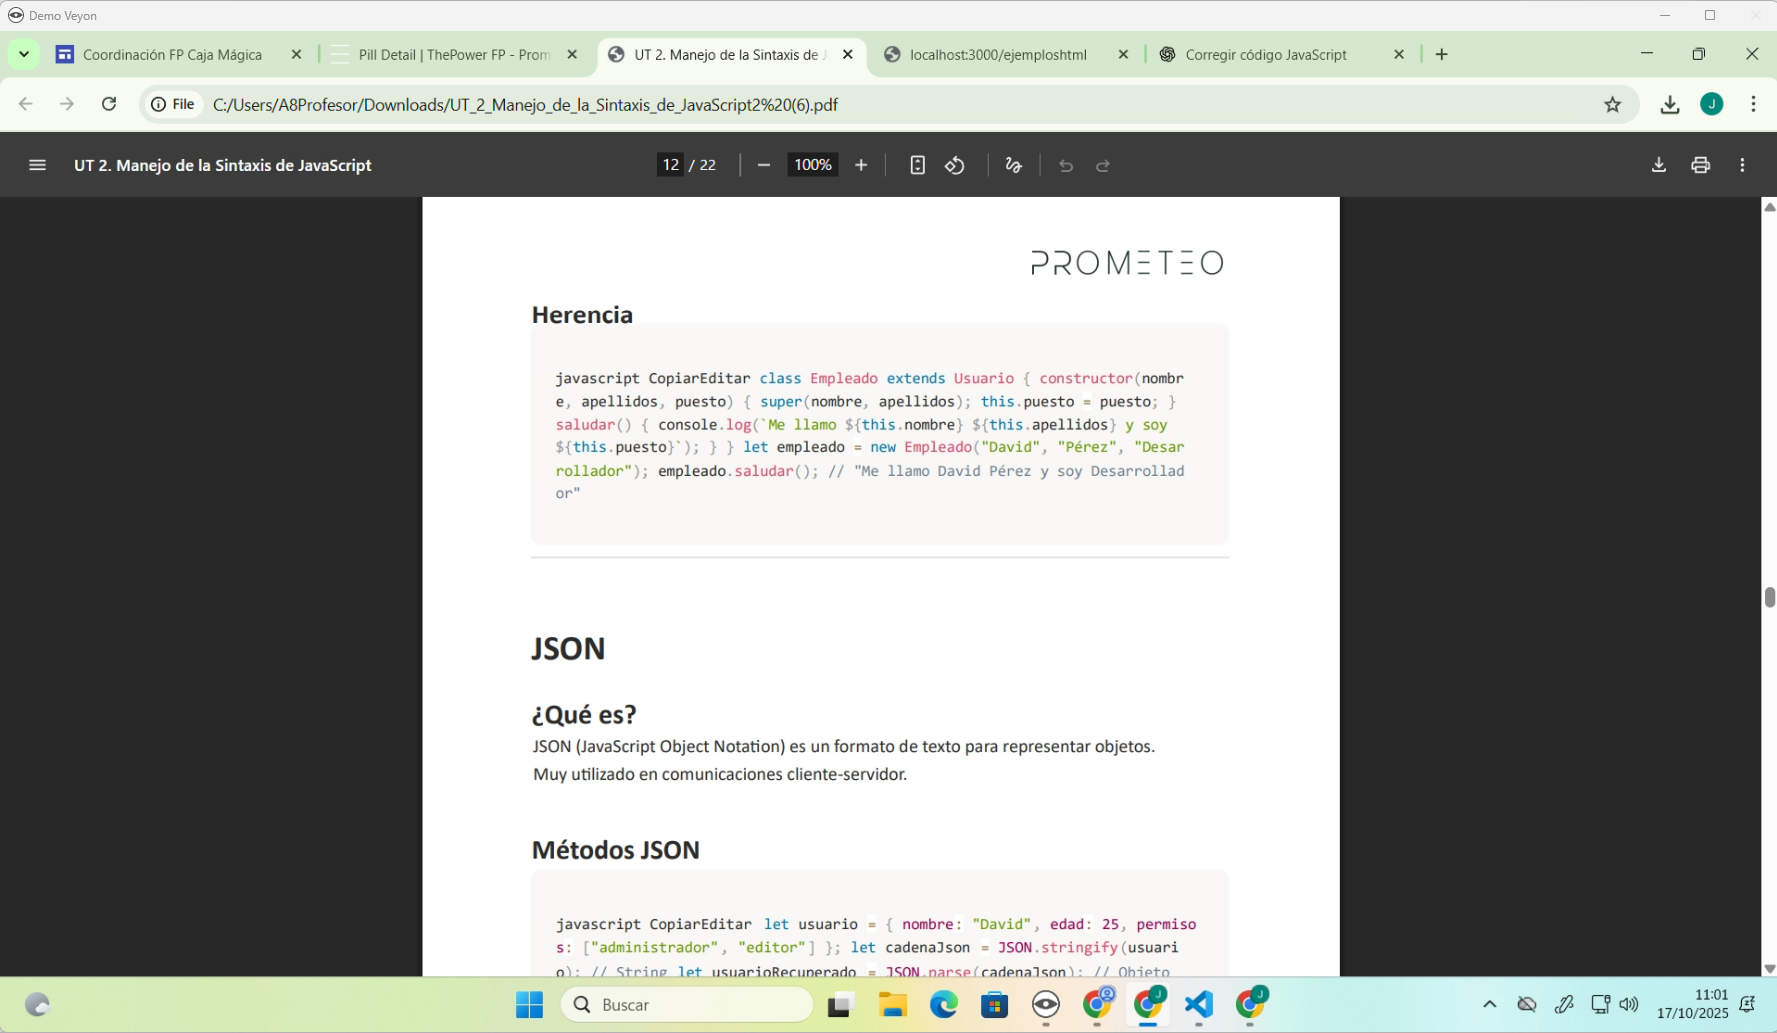 Demo Veyon
Coordinación FP Caja Mágica
Pill Detail | ThePower FP - Prom
UT 2. Manejo de la Sintaxis de J
localhost:3000/ejemploshtml
Corregir código JavaScript
File
C:/Users/A8Profesor/Downloads/UT_2_Manejo_de_la_Sintaxis_de_JavaScript2%20(6).pdf
J
UT 2. Manejo de la Sintaxis de JavaScript
12 / 22
100%
PROMETEO
Herencia
javascript CopiarEditar class Empleado extends Usuario { constructor(nombr
e, apellidos, puesto) { super(nombre, apellidos); this.puesto = puesto; }
saludar() { console.log(`Me llamo ${this.nombre} ${this.apellidos} y soy
${this.puesto}`); } } let empleado = new Empleado("David", "Pérez", "Desar
rollador"); empleado.saludar(); // "Me llamo David Pérez y soy Desarrollad
or"
JSON
¿Qué es?
JSON (JavaScript Object Notation) es un formato de texto para representar objetos.
Muy utilizado en comunicaciones cliente-servidor.
Métodos JSON
javascript CopiarEditar let usuario = { nombre: "David", edad: 25, permiso
s: ["administrador", "editor"] }; let cadenaJson = JSON.stringify(usuari
o); // String let usuarioRecuperado = JSON.parse(cadenaJson); // Objeto
Buscar
J
J
11:01
17/10/2025